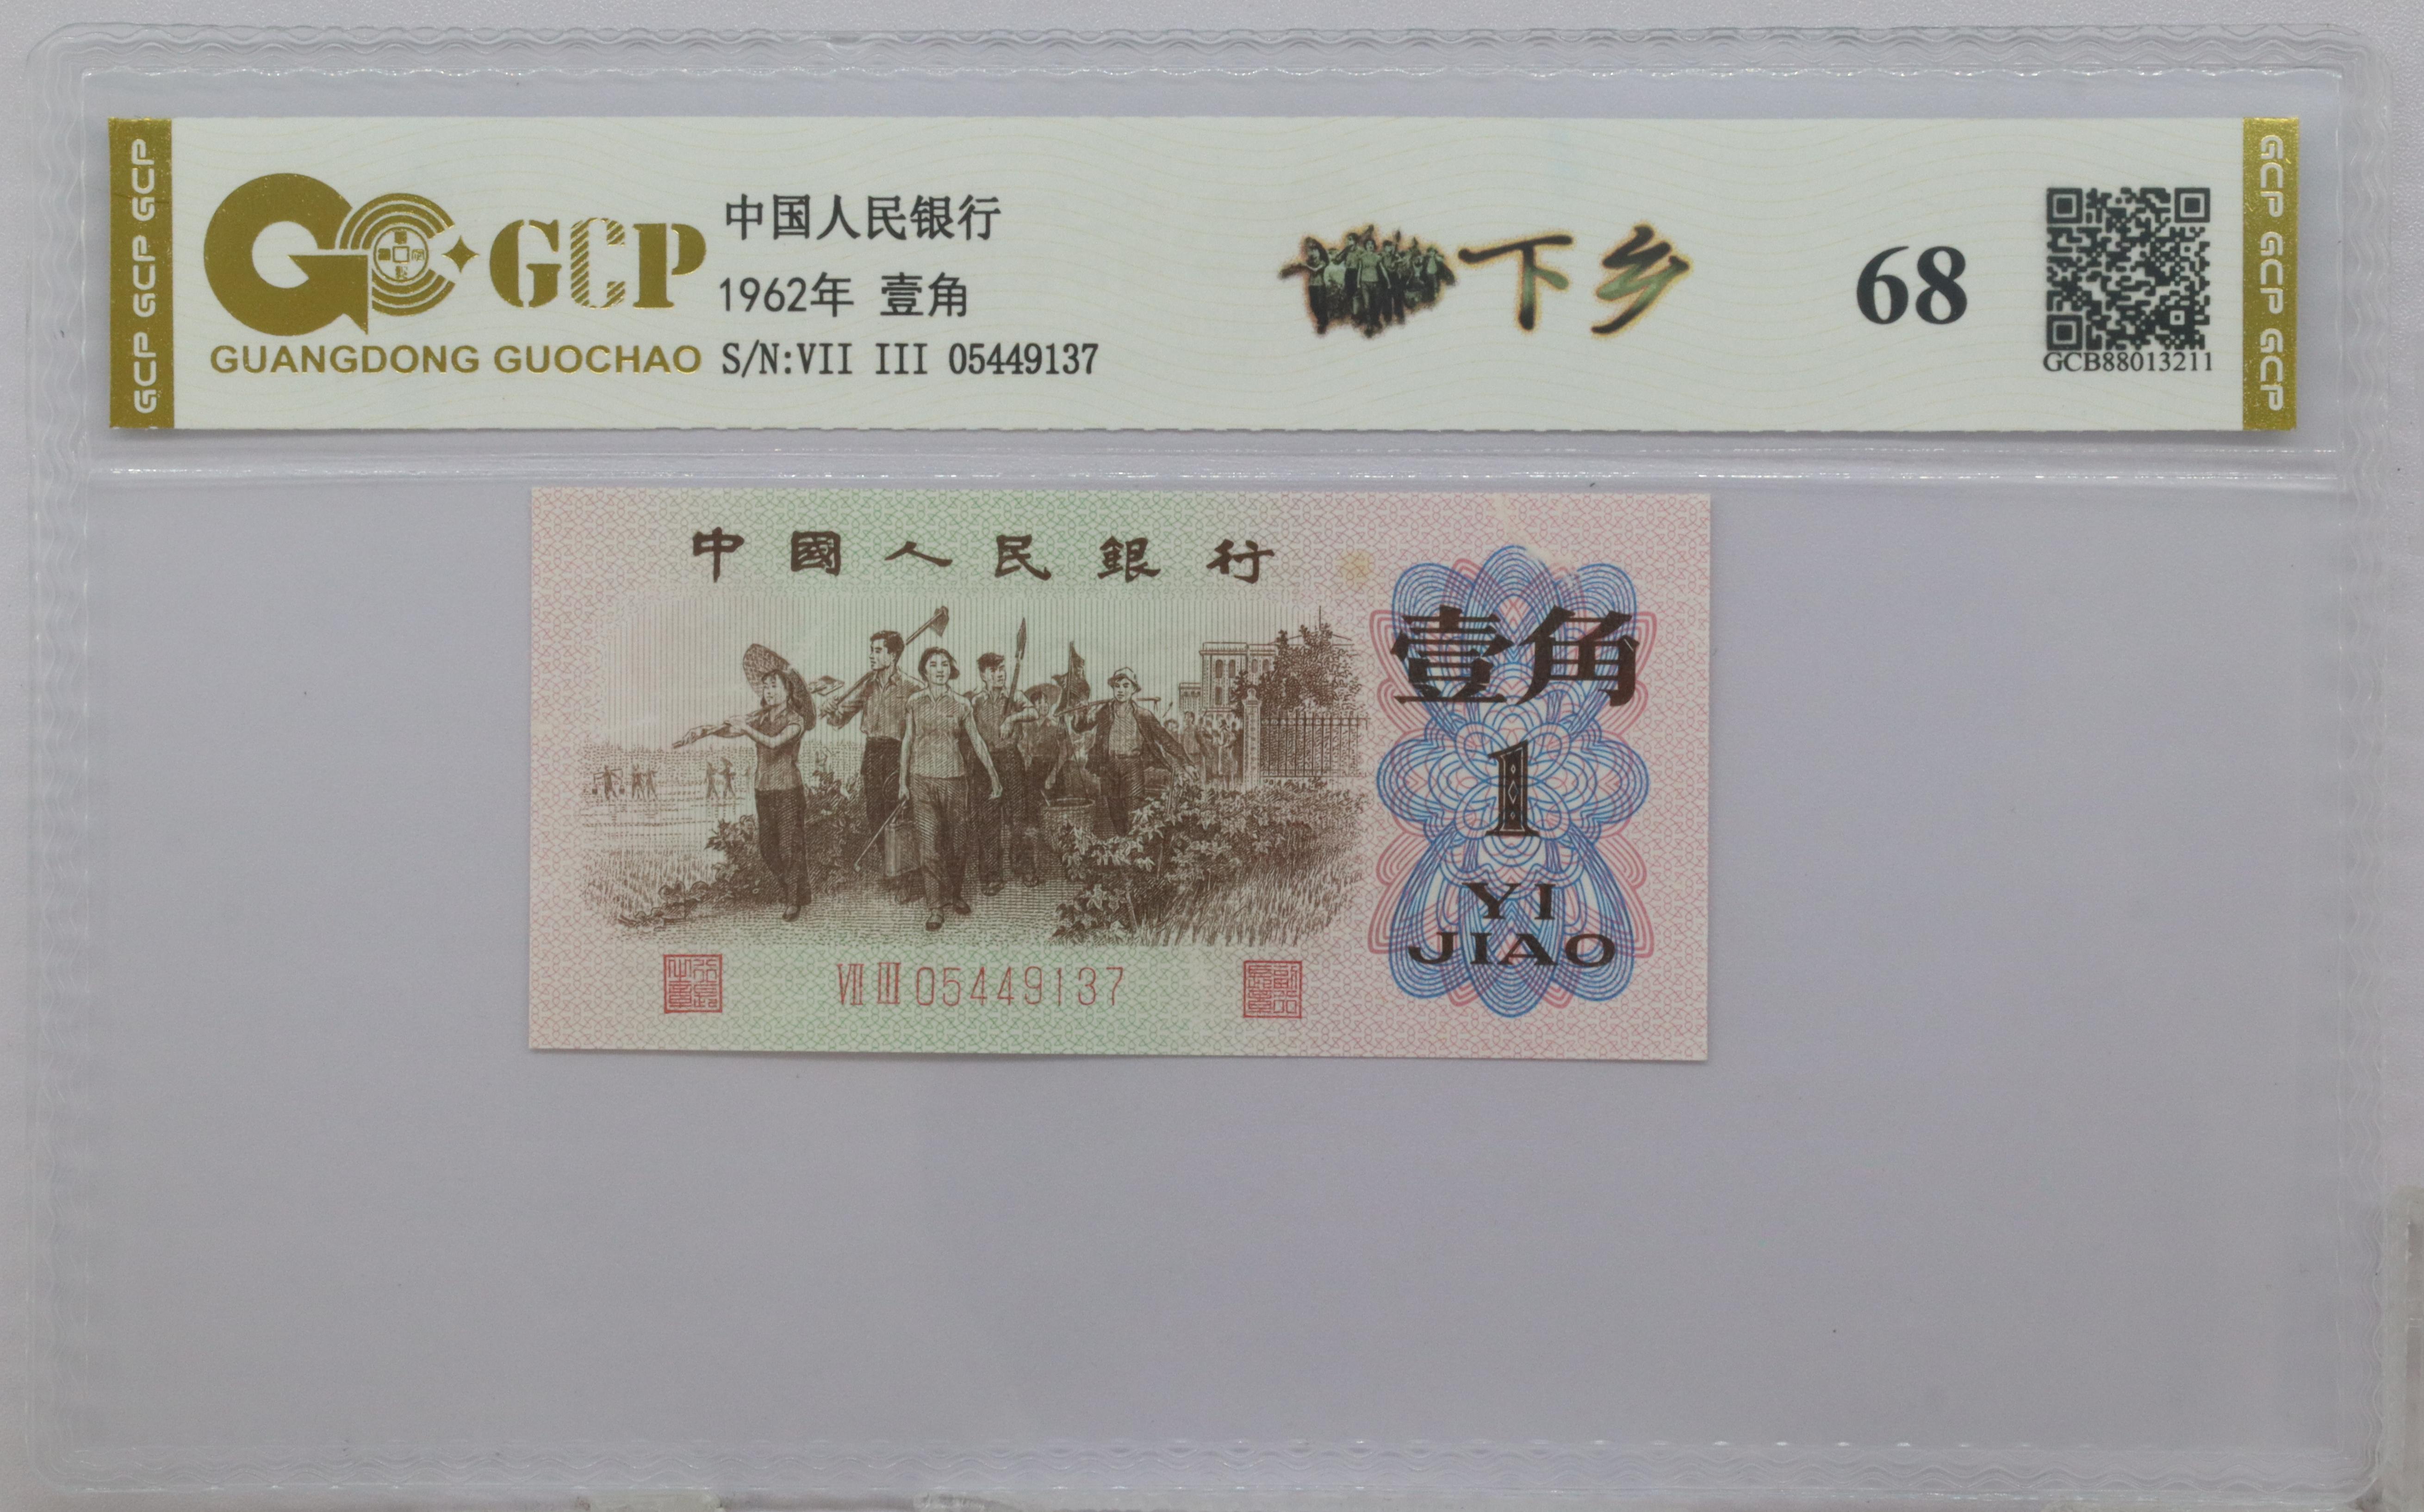 GCP GCP GCP
GCP
GUANGDONG GUOCHAO
中国人民银行
1962年 壹角
S/N:VII III 05449137
下乡
68
GCB88013211
GCP GCP GCP
中國人民銀行
壹角
1
YI
JIAO
VII III 05449137